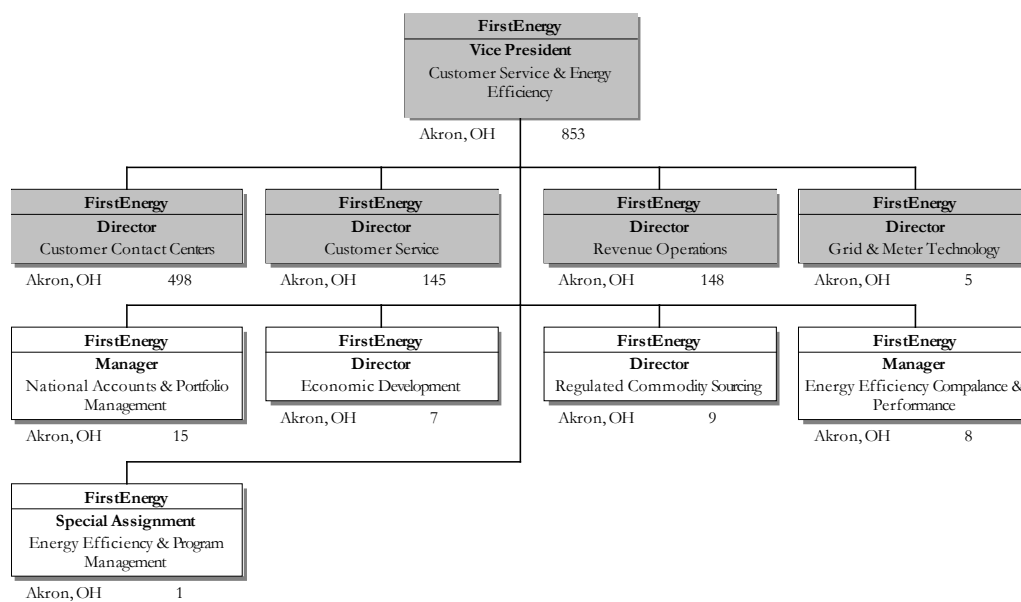 FirstEnergy
Vice President
Customer Service & Energy
Efficiency
Akron, OH 853
FirstEnergy
Director
Customer Contact Centers
Akron, OH 498
FirstEnergy
Director
Customer Service
Akron, OH 145
FirstEnergy
Director
Revenue Operations
Akron, OH 148
FirstEnergy
Director
Grid & Meter Technology
Akron, OH 5
FirstEnergy
Manager
National Accounts & Portfolio
Management
Akron, OH 15
FirstEnergy
Director
Economic Development
Akron, OH 7
FirstEnergy
Director
Regulated Commodity Sourcing
Akron, OH 9
FirstEnergy
Manager
Energy Efficiency Compalance &
Performance
Akron, OH 8
FirstEnergy
Special Assignment
Energy Efficiency & Program
Management
Akron, OH 1